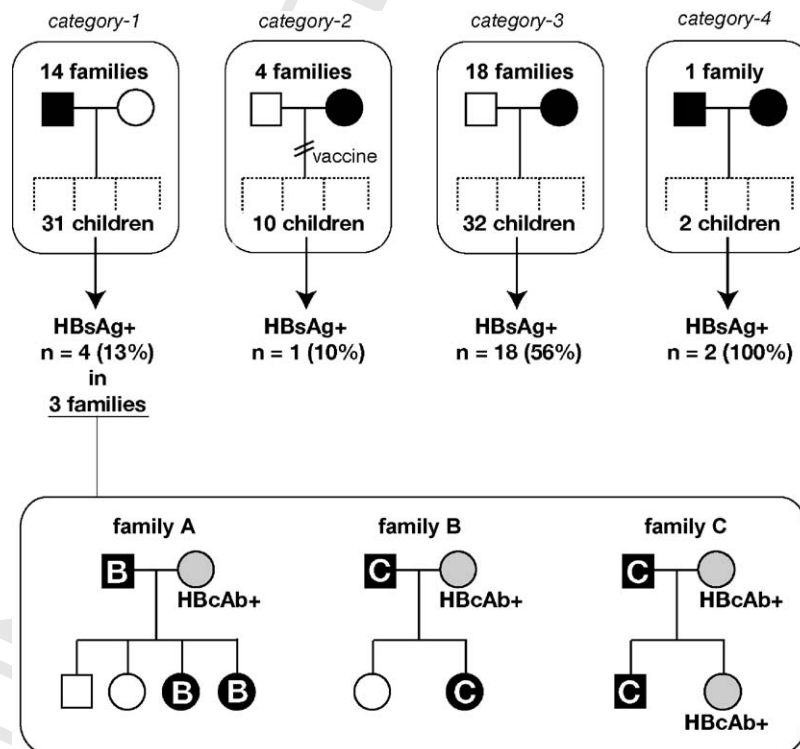 category-1 category-2 category-3 category-4
14 families 4 families 18 families 1 family
vaccine
31 children 10 children 32 children 2 children
HBsAg+ HBsAg+ HBsAg+ HBsAg+
n = 4 (13%) n = 1 (10%) n = 18 (56%) n = 2 (100%)
in
3 families
family A family B family C
B C C
HBcAb+ HBcAb+ HBcAb+
B B C C
HBcAb+